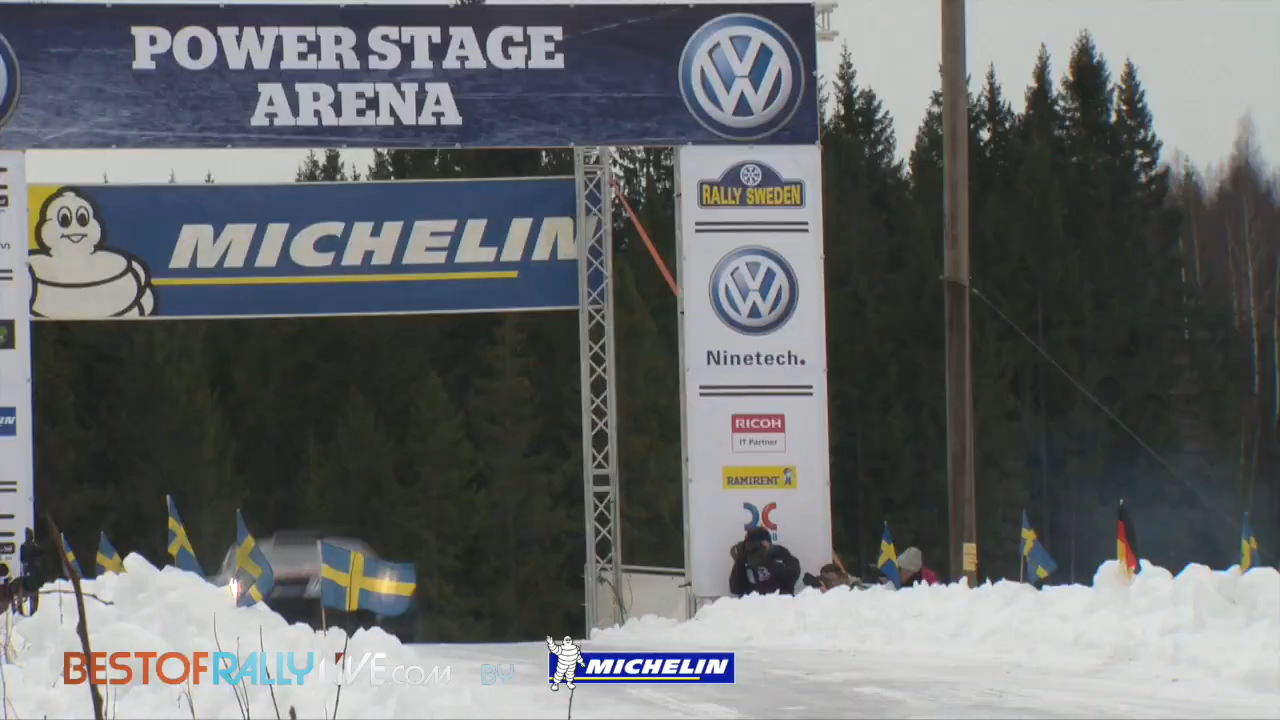 POWER STAGE
ARENA
MICHELIN
RALLY SWEDEN
Ninetech.
RICOH
IT Partner
RAMIRENT
BESTOFRALLYLIVE.COM BY MICHELIN